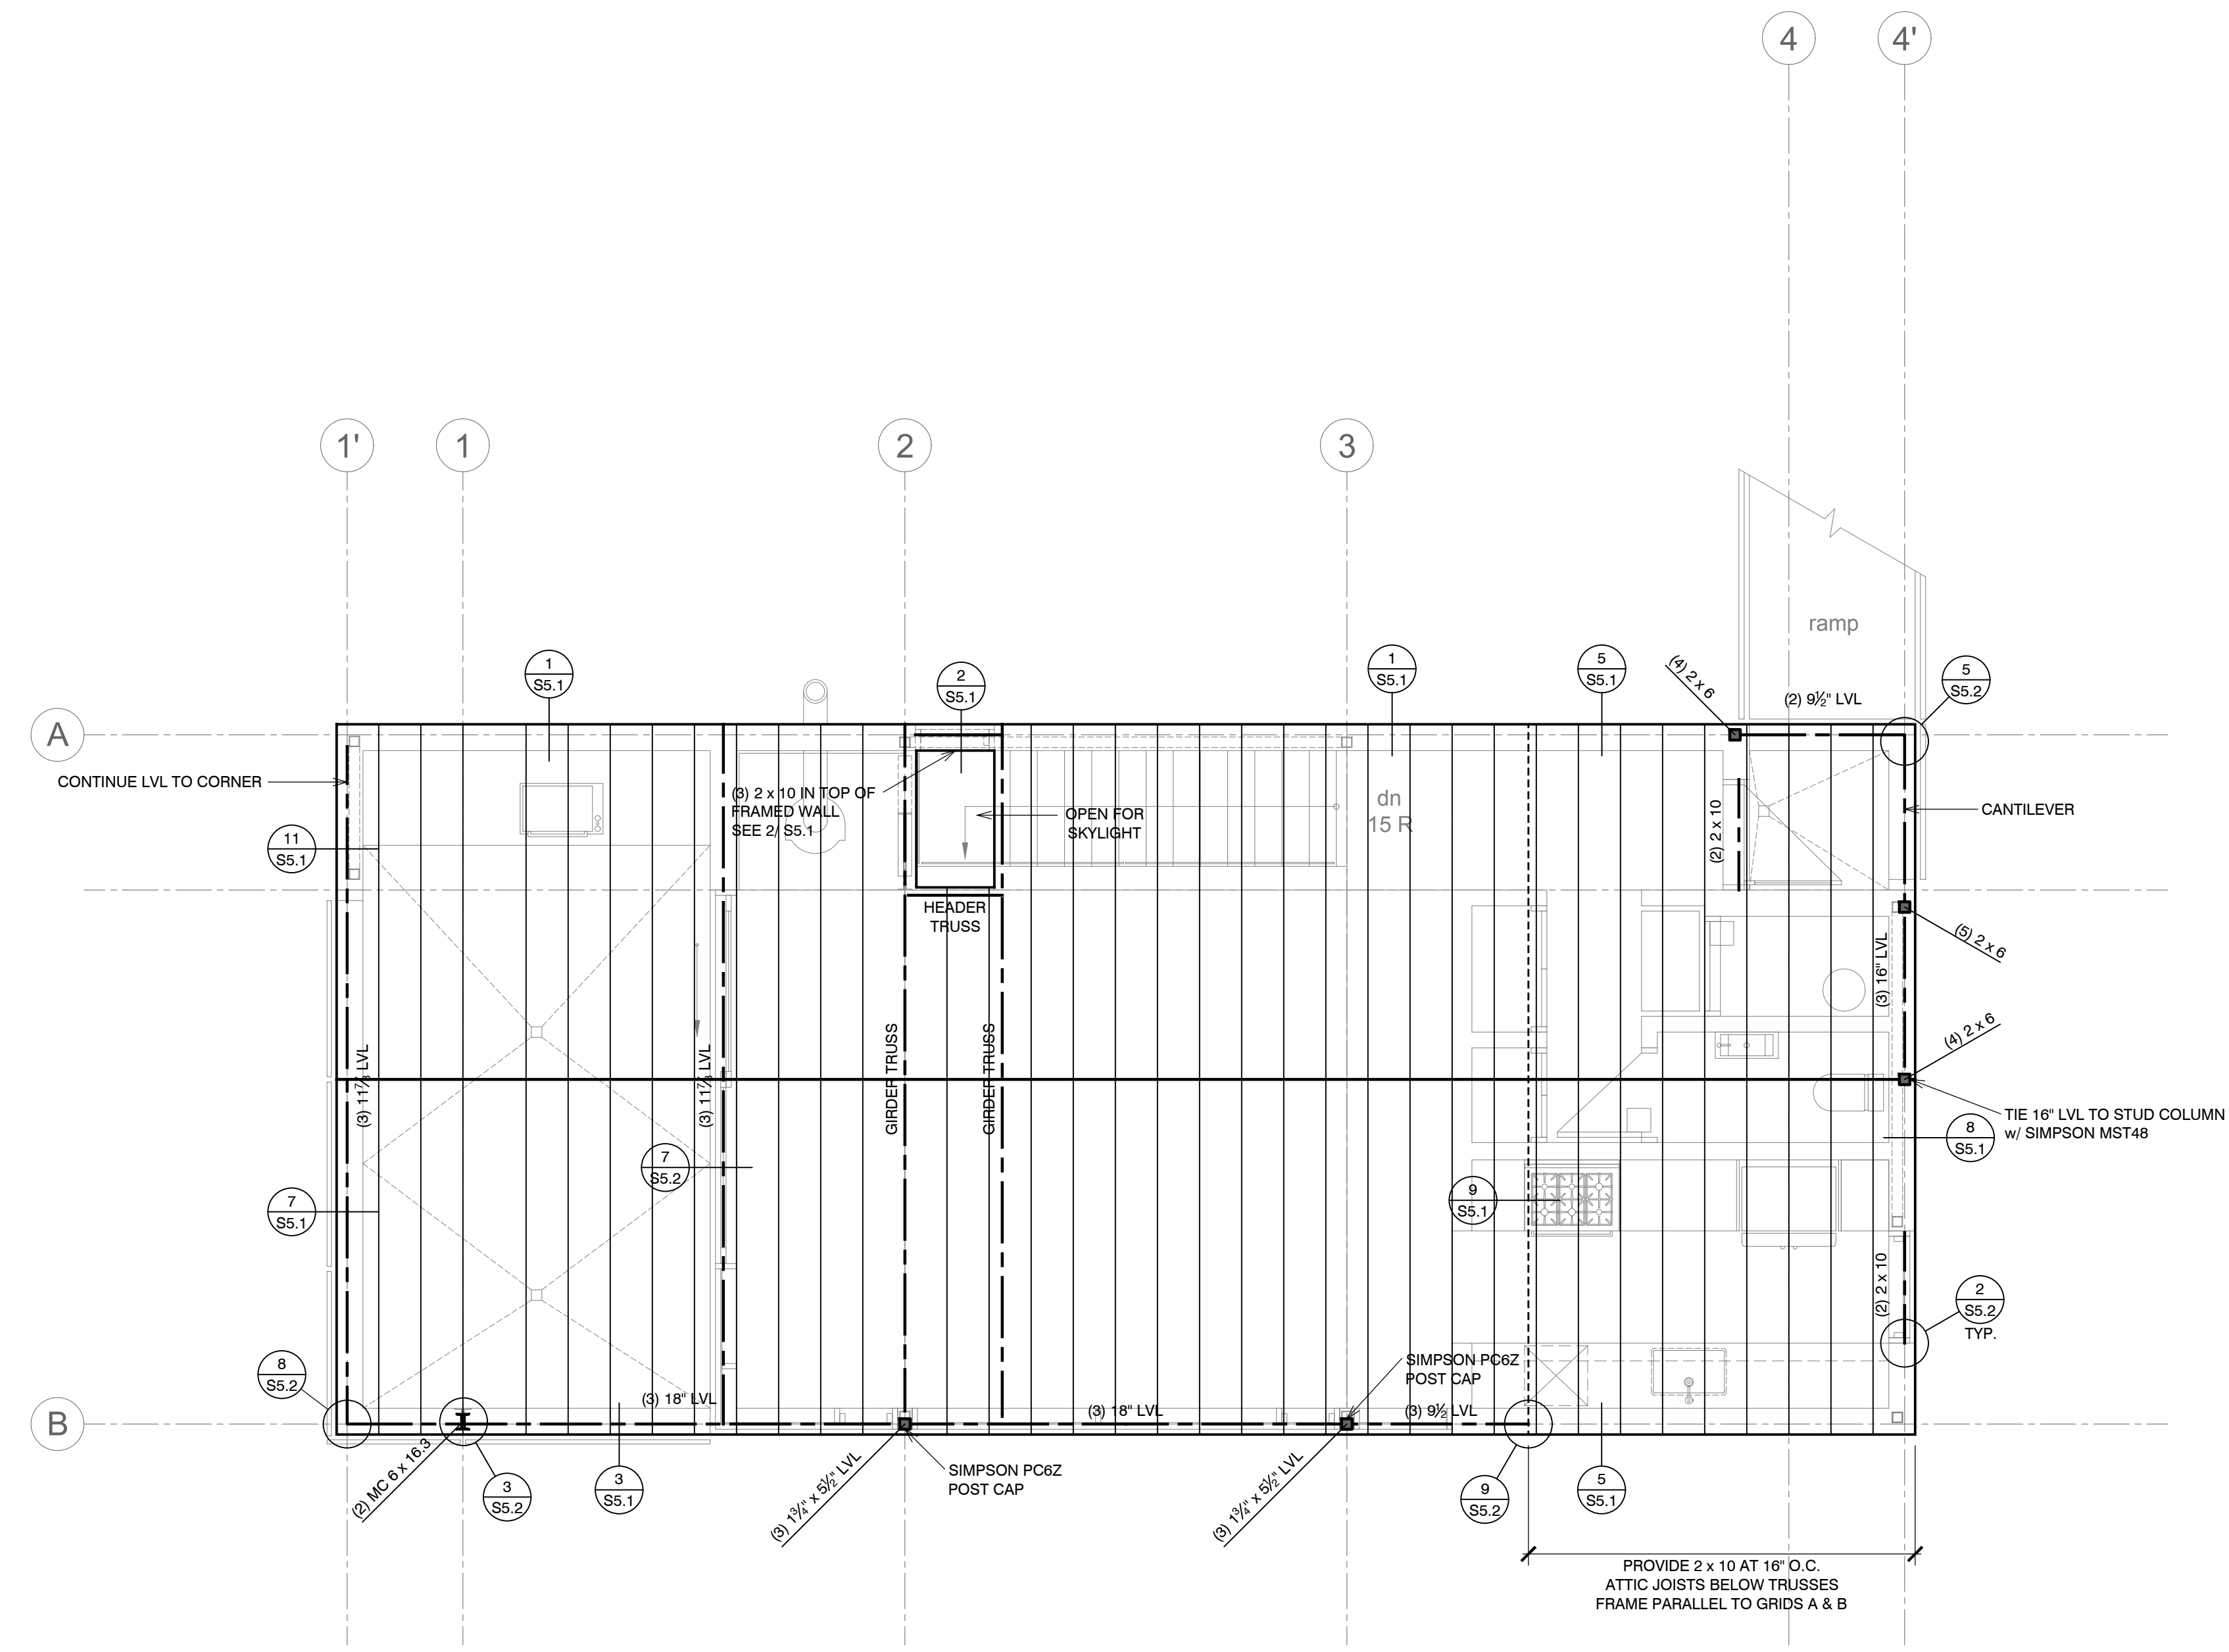 4
4'
1'
1
2
3
ramp
1
S5.1
2
S5.1
1
S5.1
5
S5.1
(4) 2 x 6
(2) 9½" LVL
5
S5.2
A
CONTINUE LVL TO CORNER
(3) 2 x 10 IN TOP OF
FRAMED WALL
SEE 2/ S5.1
OPEN FOR
SKYLIGHT
dn
15 R
(2) 2 x 10
CANTILEVER
11
S5.1
HEADER
TRUSS
(5) 2 x 6
(3) 16" LVL
(3) 11⅞ LVL
(3) 11⅞ LVL
GIRDER TRUSS
GIRDER TRUSS
(4) 2 x 6
TIE 16" LVL TO STUD COLUMN
w/ SIMPSON MST48
8
S5.1
7
S5.2
7
S5.1
9
S5.1
(2) 2 x 10
2
S5.2
TYP.
8
S5.2
SIMPSON PC6Z
POST CAP
(3) 18" LVL
(3) 18" LVL
(3) 9½ LVL
B
(2) MC 6 x 16.3
3
S5.2
3
S5.1
(3) 1¾" x 5½" LVL
SIMPSON PC6Z
POST CAP
(3) 1¾" x 5½" LVL
9
S5.2
5
S5.1
PROVIDE 2 x 10 AT 16" O.C.
ATTIC JOISTS BELOW TRUSSES
FRAME PARALLEL TO GRIDS A & B